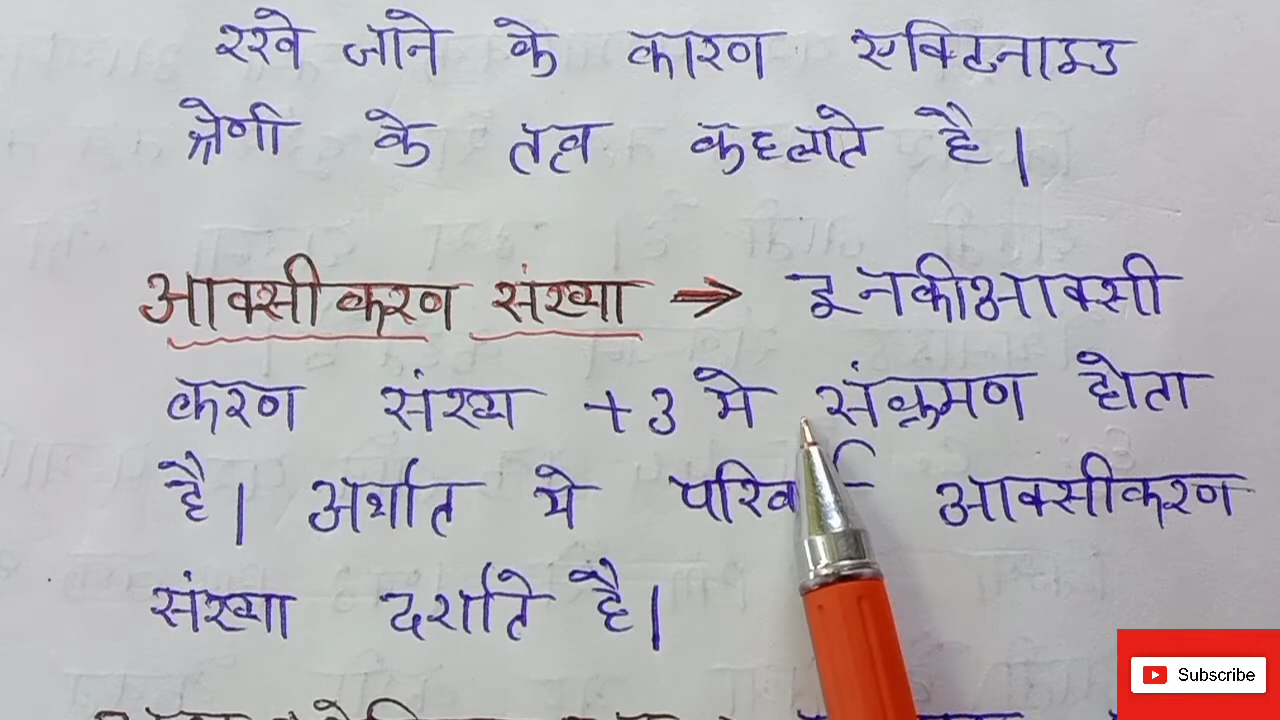 रखे जाने के कारण एक्टिनाइड
श्रेणी के तत्व कहलाते है।
आक्सीकरण संख्या → इनकीआक्सी
करण संख्य +3 मे संक्रमण होता
है। अर्थात ये आक्सीकरण
संख्या दर्शाते है।
Subscribe